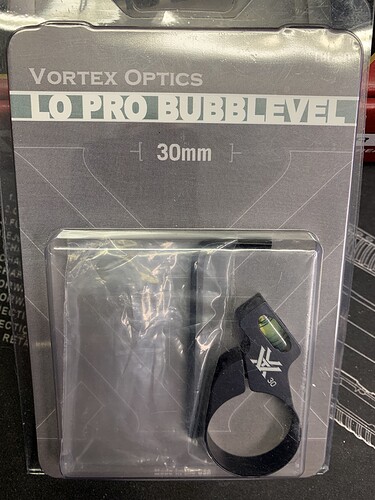 VORTEX OPTICS
LO PRO BUBBLEVEL
30mm
30